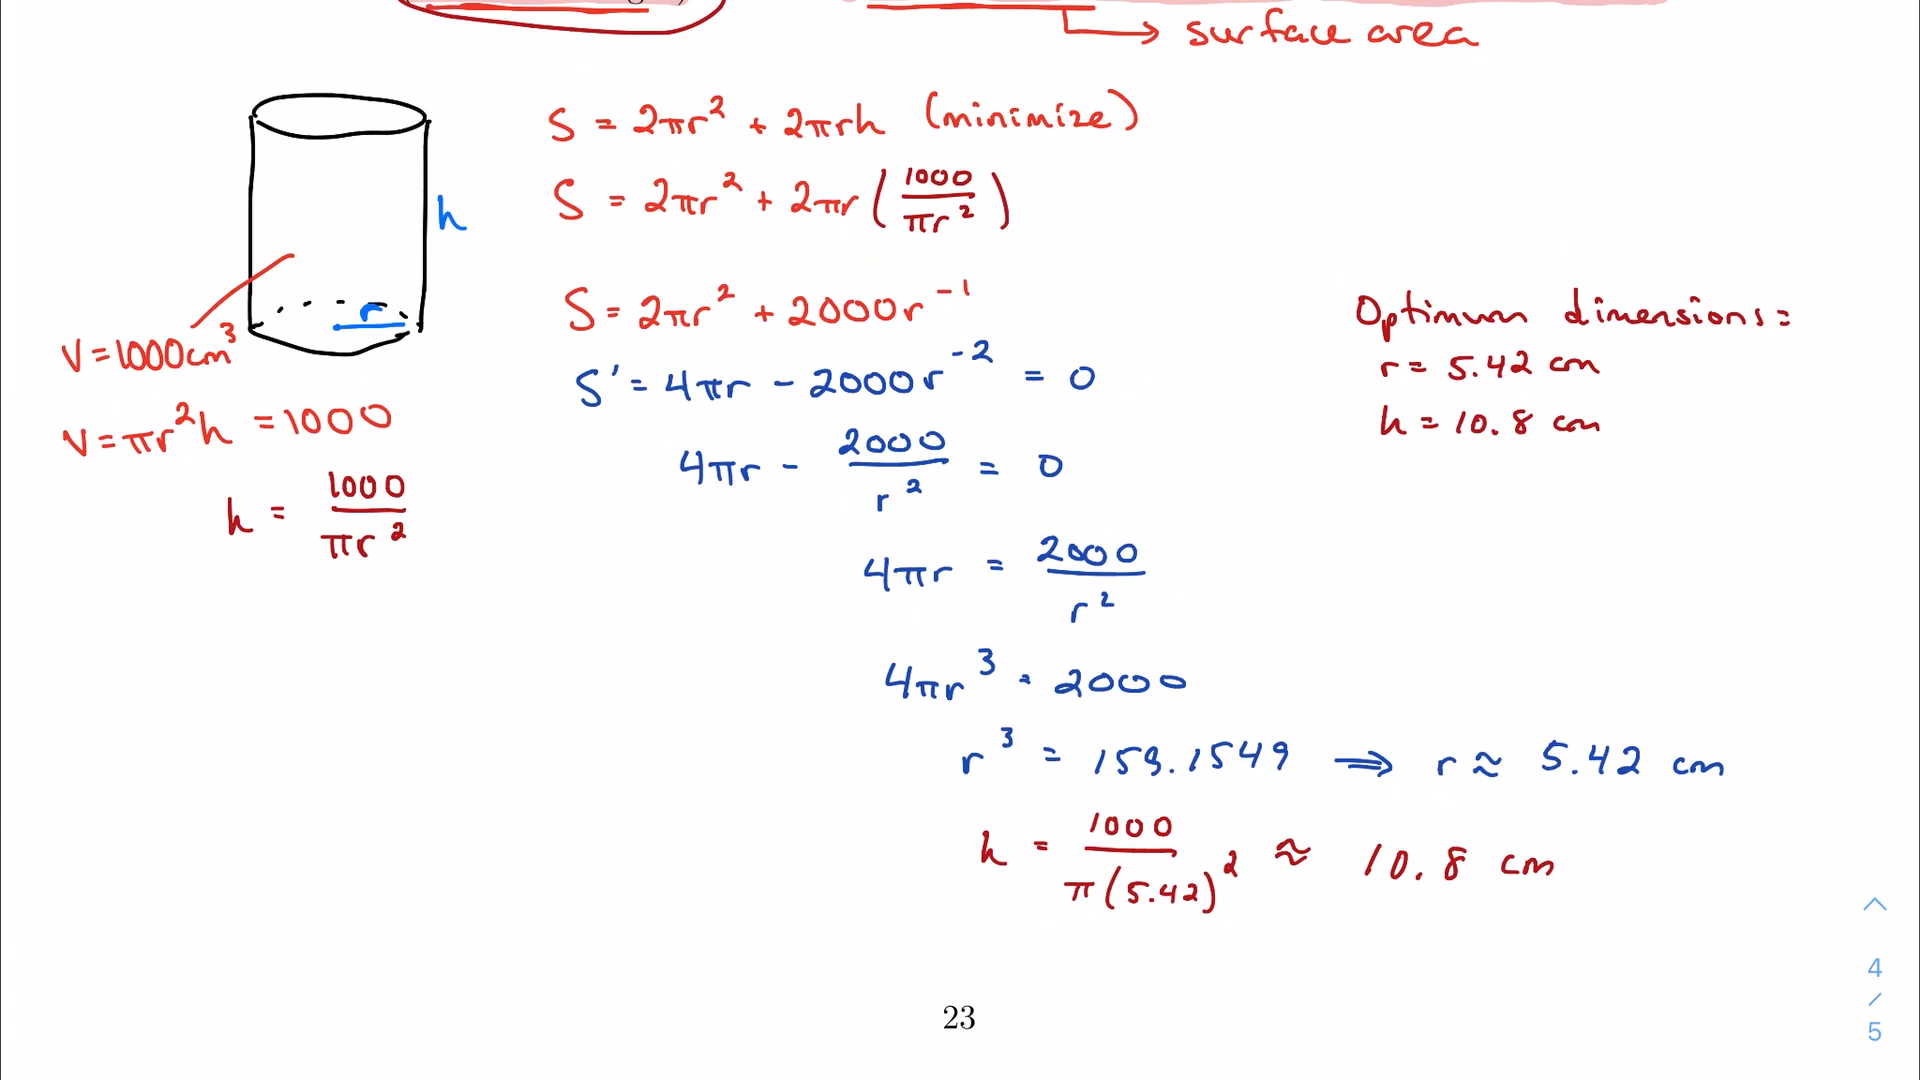 surface area
S = 2πr² + 2πrh (minimize)
S = 2πr² + 2πr(1000/πr²)
h
S = 2πr² + 2000r⁻¹
r
V = 1000cm³
S' = 4πr - 2000r⁻² = 0
V = πr²h = 1000
4πr - 2000/r² = 0
h = 1000/πr²
4πr = 2000/r²
4πr³ = 2000
r³ = 159.1549 ⟹ r ≈ 5.42 cm
h = 1000/π(5.42)² ≈ 10.8 cm
Optimum dimensions:
r = 5.42 cm
h = 10.8 cm
23
4
/
5